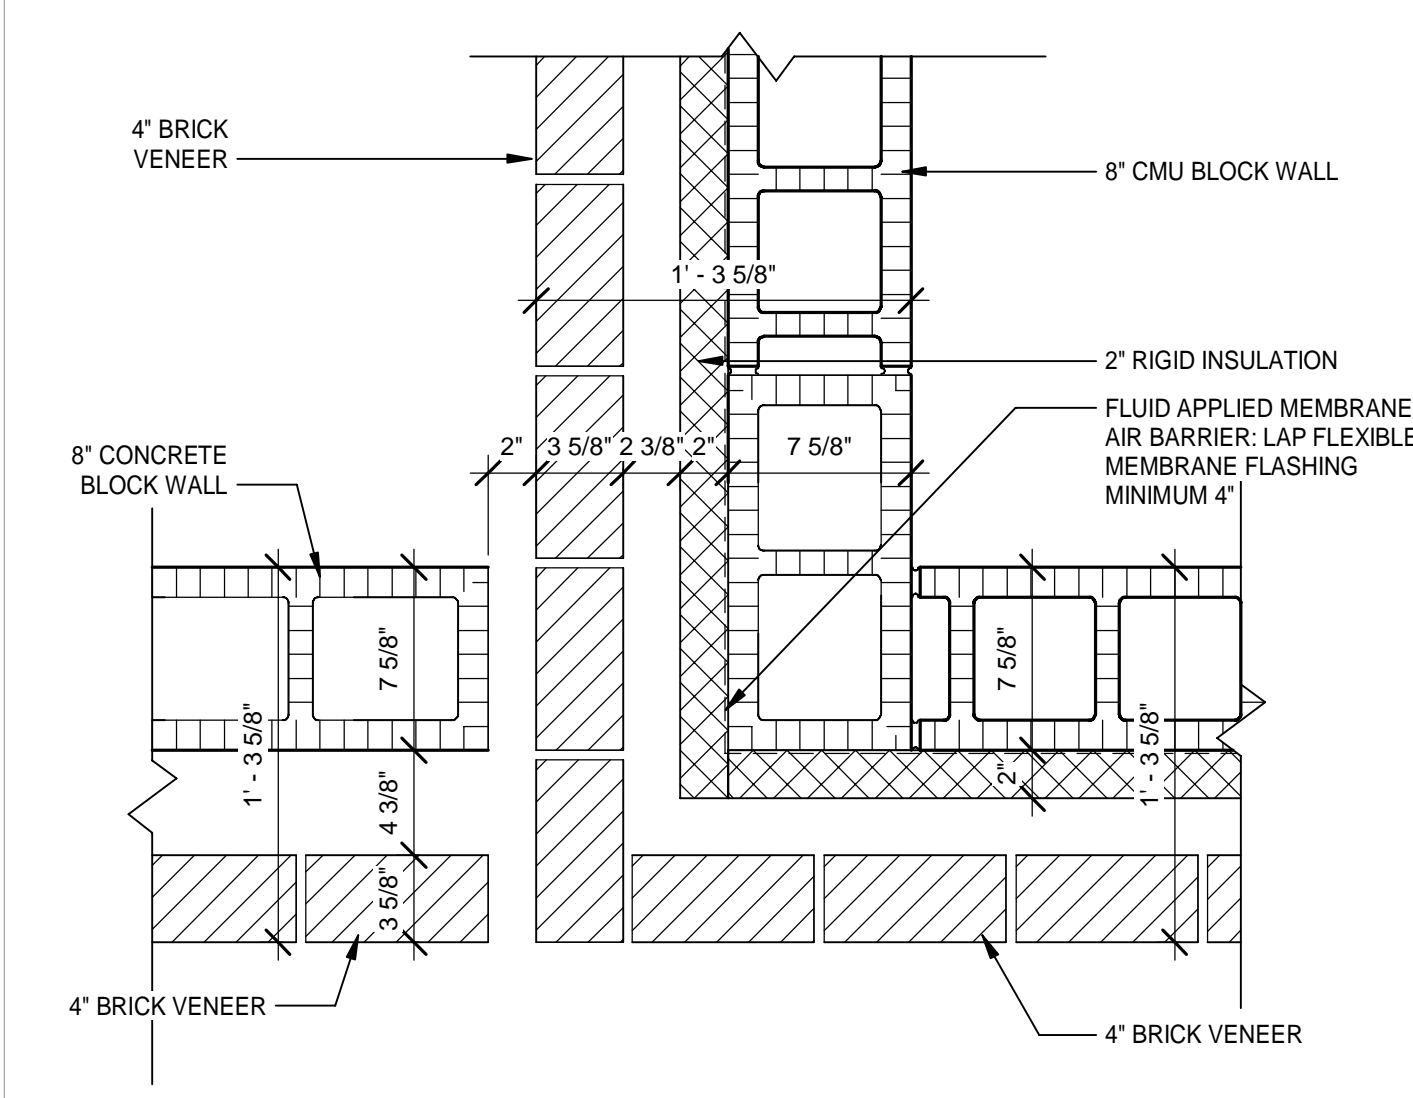 4" BRICK
VENEER
8" CMU BLOCK WALL
1' - 3 5/8"
2" RIGID INSULATION
FLUID APPLIED MEMBRANE
AIR BARRIER: LAP FLEXIBLE
MEMBRANE FLASHING
MINIMUM 4"
2" 3 5/8" 2 3/8" 2" 7 5/8"
8" CONCRETE
BLOCK WALL
7 5/8"
1' - 3 5/8"
4 3/8"
3 5/8"
7 5/8"
2"
1' - 3 5/8"
4" BRICK VENEER
4" BRICK VENEER